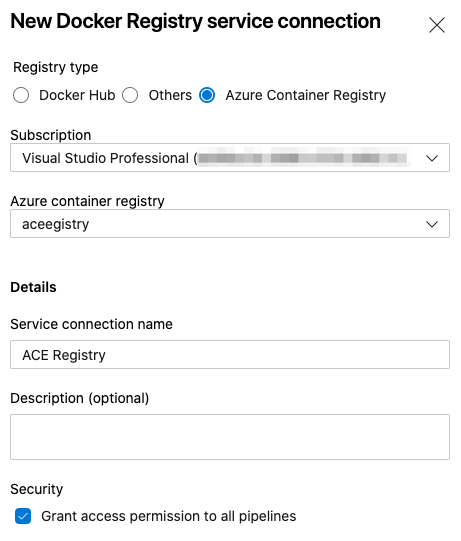 New Docker Registry service connection
Registry type
Docker Hub Others Azure Container Registry
Subscription
Visual Studio Professional (
Azure container registry
aceegistry
Details
Service connection name
ACE Registry
Description (optional)
Security
Grant access permission to all pipelines